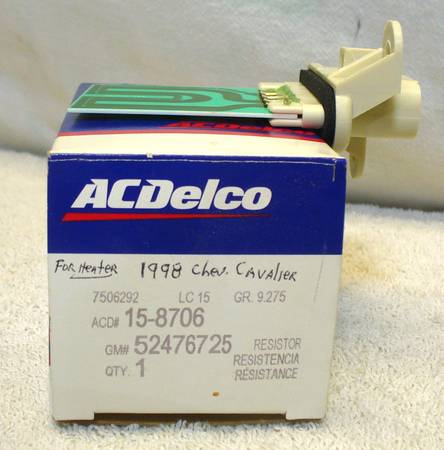 ACDelco
For Heater 1998 Chev. Cavalier
7506292 LC 15 GR. 9.275
ACD# 15-8706
GM# 52476725 RESISTOR
RESISTENCIA
QTY. 1 RÉSISTANCE